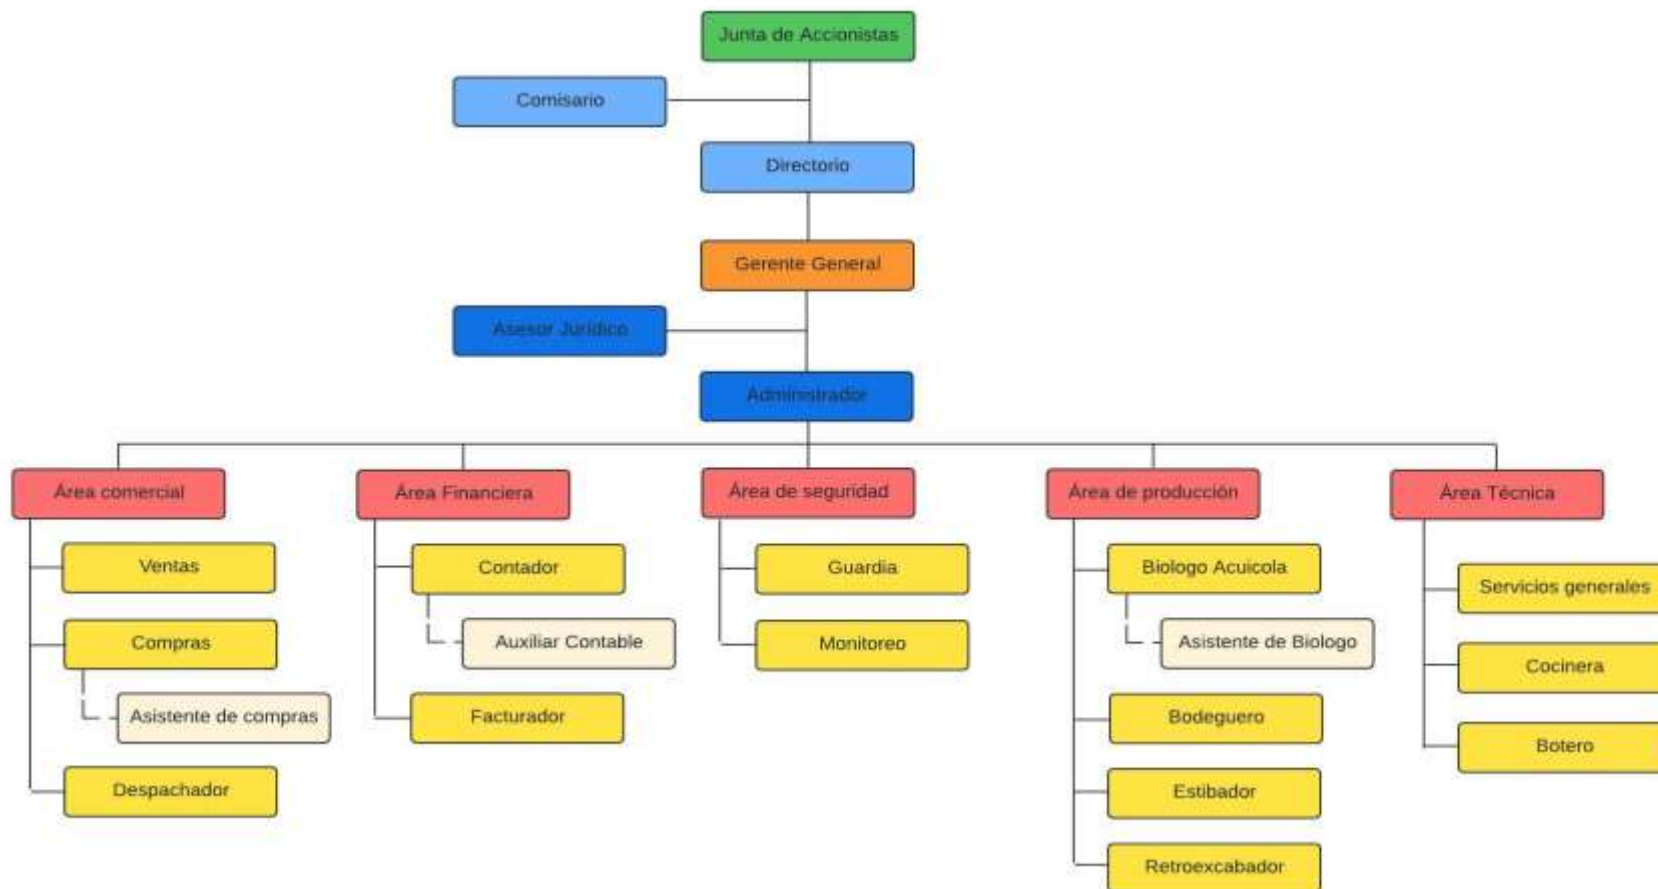 Junta de Accionistas
Comisario
Directorio
Gerente General
Asesor Jurídico
Administrador
Área comercial
Ventas
Compras
Asistente de compras
Despachador
Área Financiera
Contador
Auxiliar Contable
Facturador
Área de seguridad
Guardia
Monitoreo
Área de producción
Biologo Acuicola
Asistente de Biologo
Bodeguero
Estibador
Retroexcabador
Área Técnica
Servicios generales
Cocinera
Botero